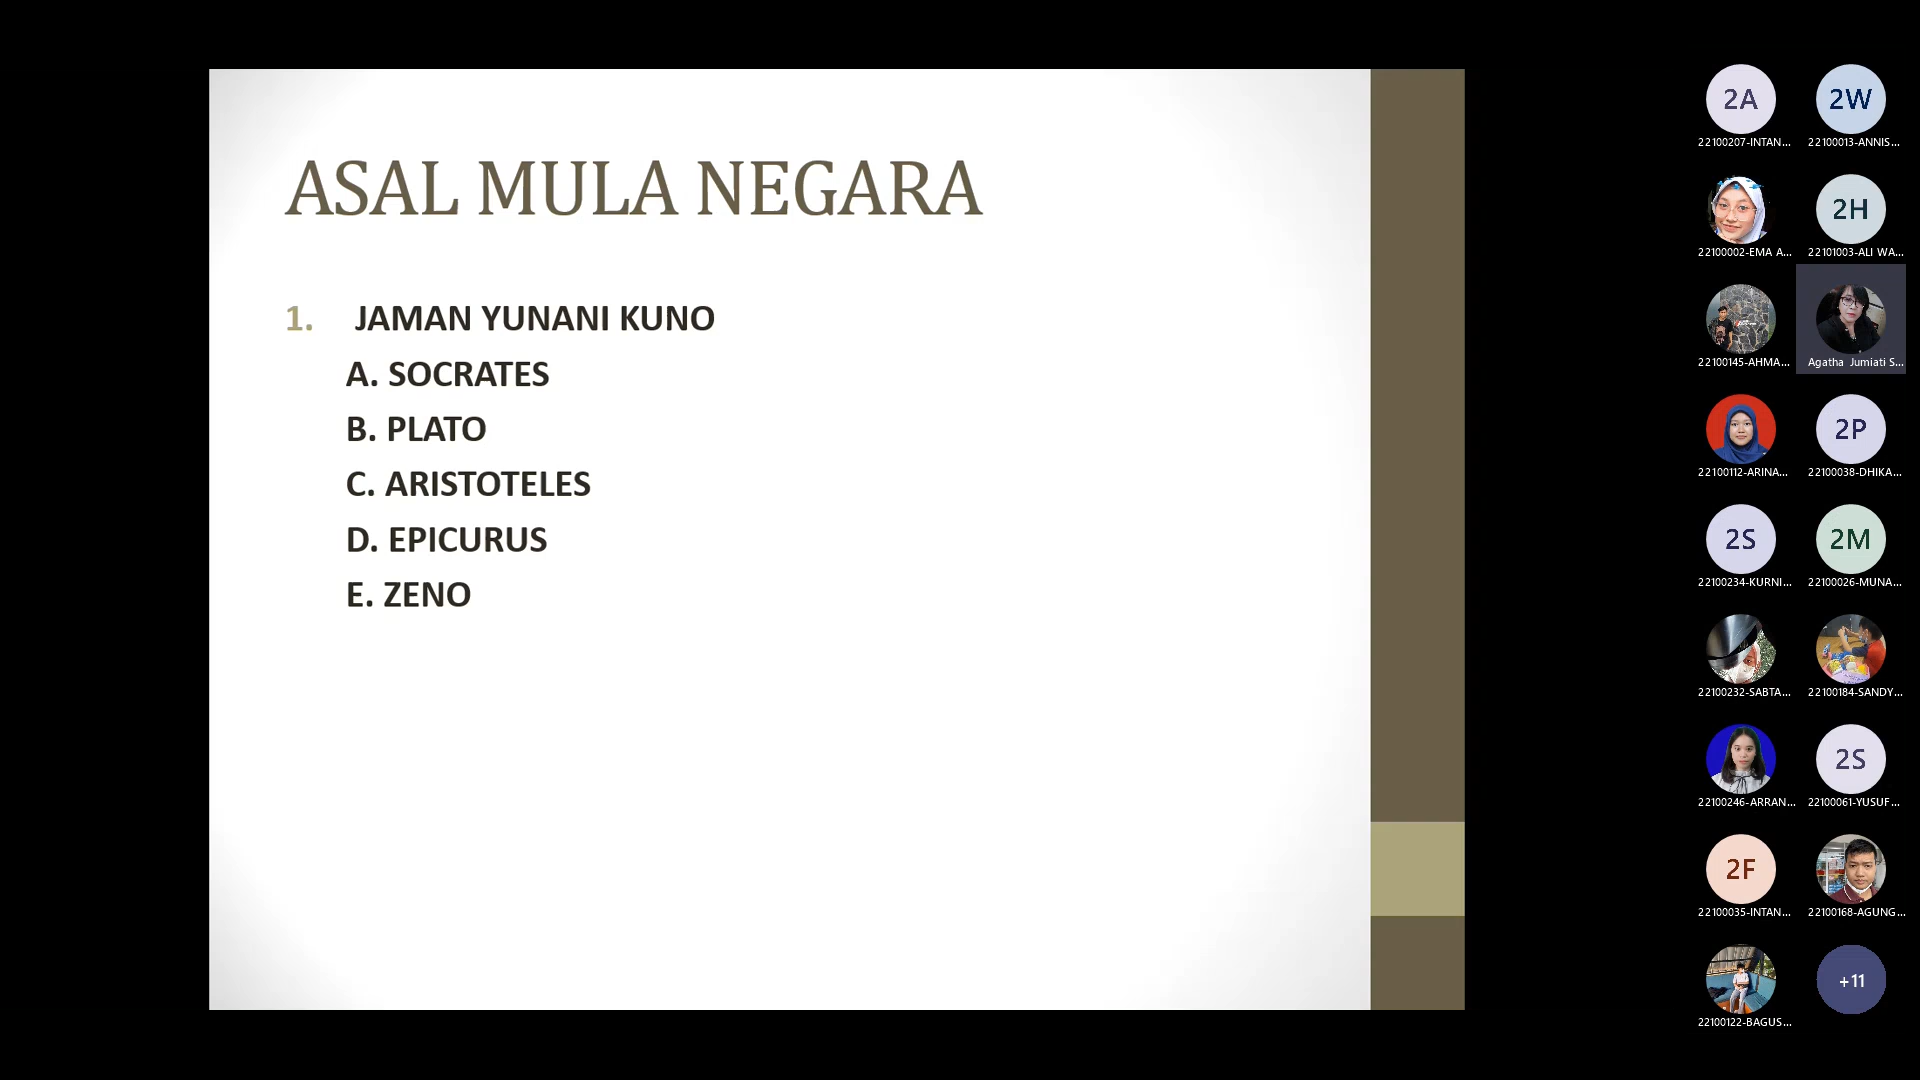 ASAL MULA NEGARA
1. JAMAN YUNANI KUNO
A. SOCRATES
B. PLATO
C. ARISTOTELES
D. EPICURUS
E. ZENO
2A 2W
22100207-INTAN... 22100013-ANNIS...
2H
22100002-EMA A... 22101003-ALI WA...
22100145-AHMA... Agatha Jumiati S...
2P
22100112-ARINA... 22100038-DHIKA...
2S 2M
22100234-KURNI... 22100026-MUNA...
22100232-SABTA... 22100184-SANDY...
2S
22100246-ARRAN... 22100061-YUSUF...
2F
22100035-INTAN... 22100168-AGUNG...
+11
22100122-BAGUS...